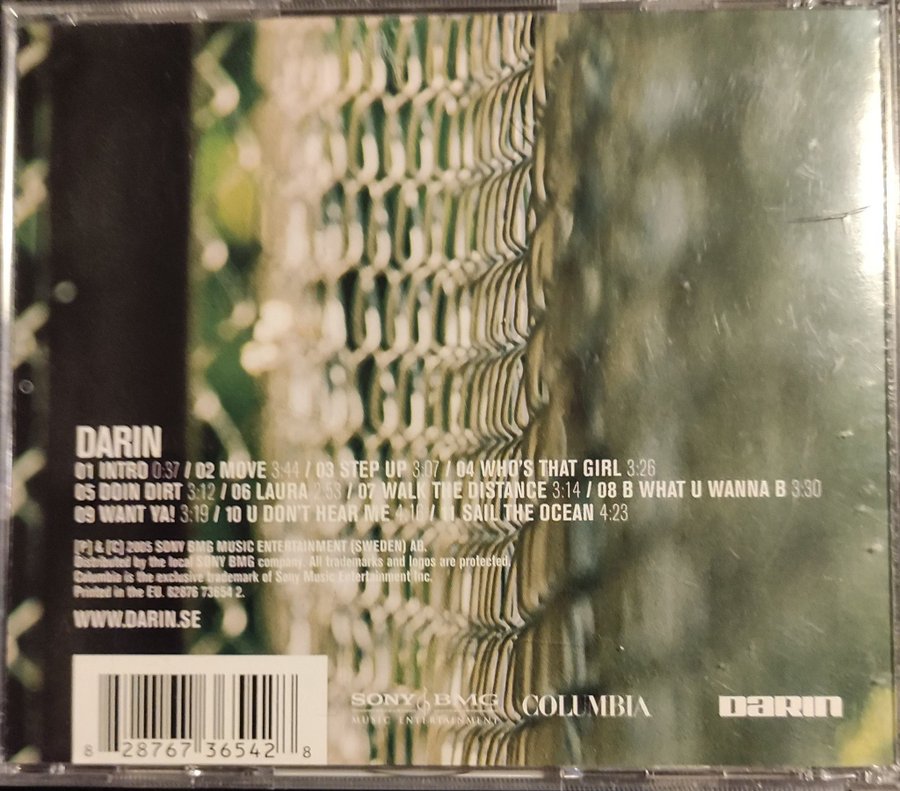 DARIN
01 INTRO 0:37 / 02 MOVE 3:44 / 03 STEP UP 3:07 / 04 WHO'S THAT GIRL 3:26
05 DOIN DIRT 3:12 / 06 LAURA 2:53 / 07 WALK THE DISTANCE 3:14 / 08 B WHAT U WANNA B 3:30
09 WANT YA! 3:19 / 10 U DON'T HEAR ME 4:16 / 11 SAIL THE OCEAN 4:23
[P] & [C] 2005 SONY BMG MUSIC ENTERTAINMENT (SWEDEN) AB.
Distributed by the local SONY BMG company. All trademarks and logos are protected.
Columbia is the exclusive trademark of Sony Music Entertainment Inc.
Printed in the EU. 82876 73654 2.
WWW.DARIN.SE
8 28767 36542 8
SONY BMG
MUSIC ENTERTAINMENT
COLUMBIA
DARIN